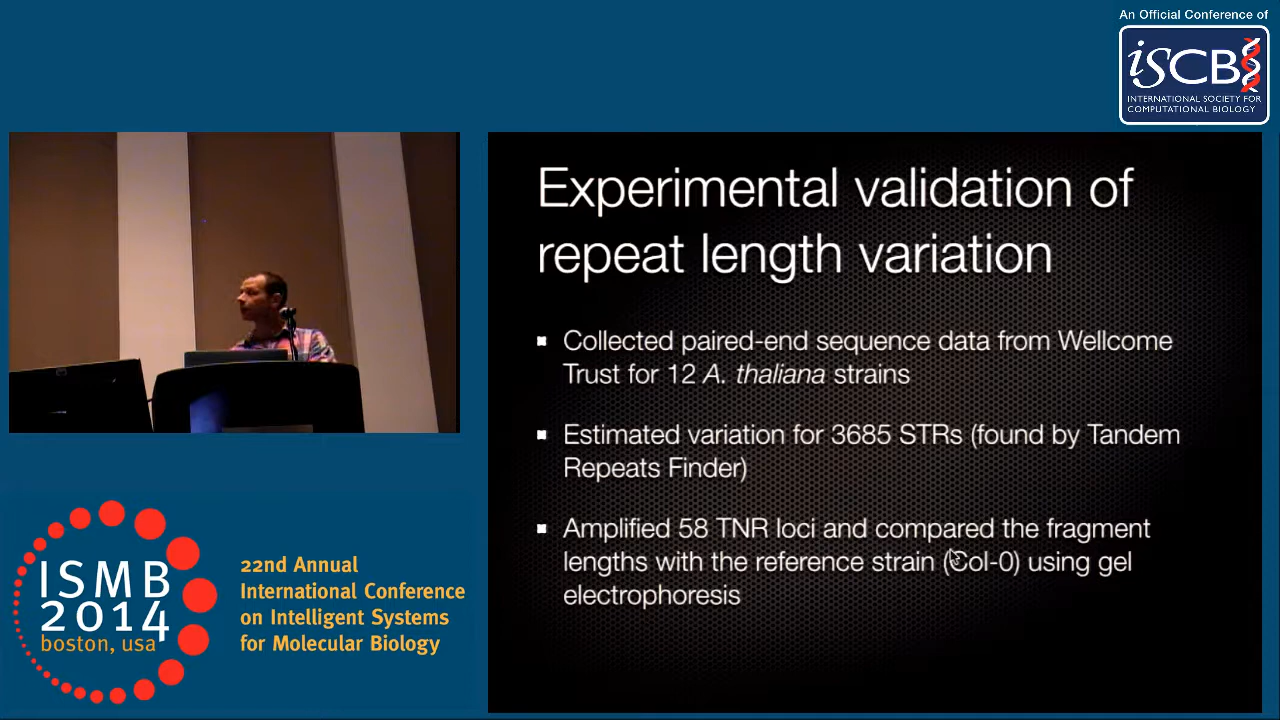 An Official Conference of
iSCB
INTERNATIONAL SOCIETY FOR
COMPUTATIONAL BIOLOGY
Experimental validation of
repeat length variation
Collected paired-end sequence data from Wellcome
Trust for 12 A. thaliana strains
Estimated variation for 3685 STRs (found by Tandem
Repeats Finder)
Amplified 58 TNR loci and compared the fragment
lengths with the reference strain (Col-0) using gel
electrophoresis
ISMB
2014
boston, usa
22nd Annual
International Conference
on Intelligent Systems
for Molecular Biology